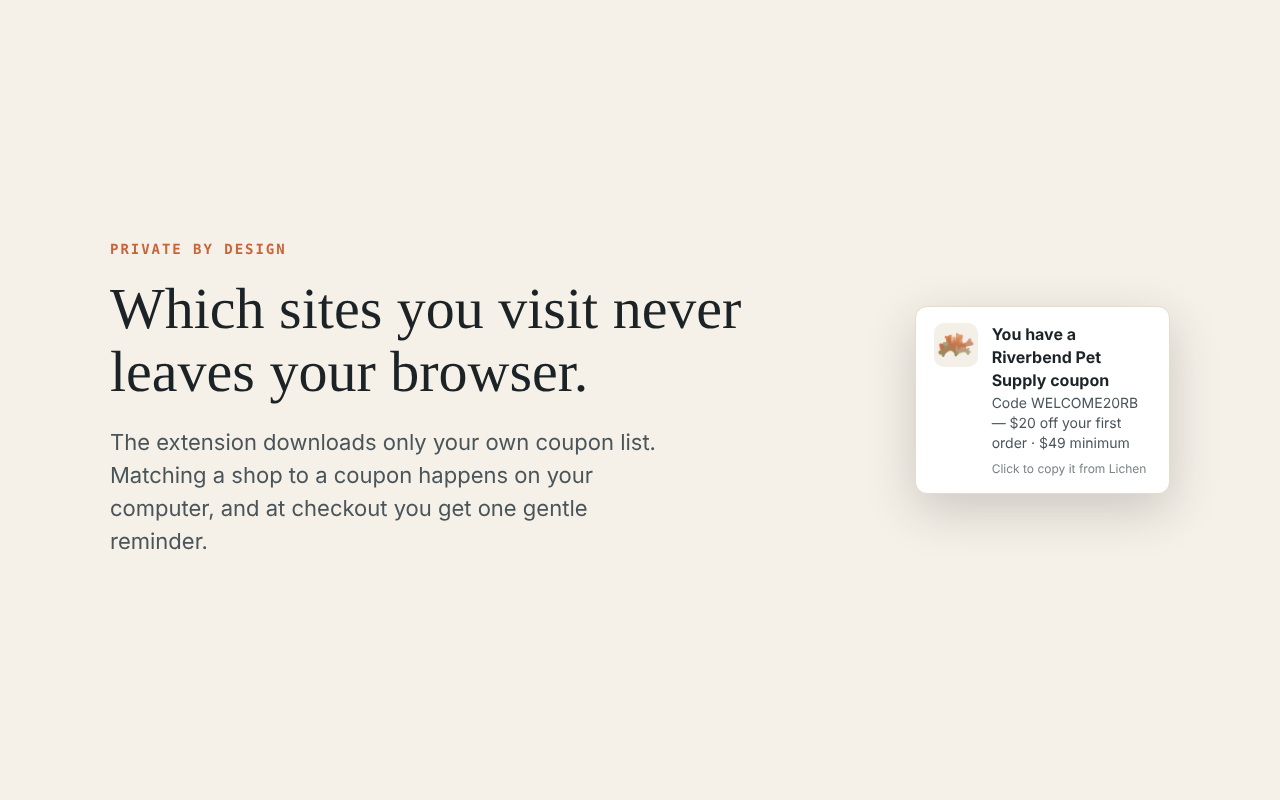 PRIVATE BY DESIGN
Which sites you visit never
leaves your browser.
The extension downloads only your own coupon list.
Matching a shop to a coupon happens on your
computer, and at checkout you get one gentle
reminder.
You have a
Riverbend Pet
Supply coupon
Code WELCOME20RB
— $20 off your first
order · $49 minimum
Click to copy it from Lichen